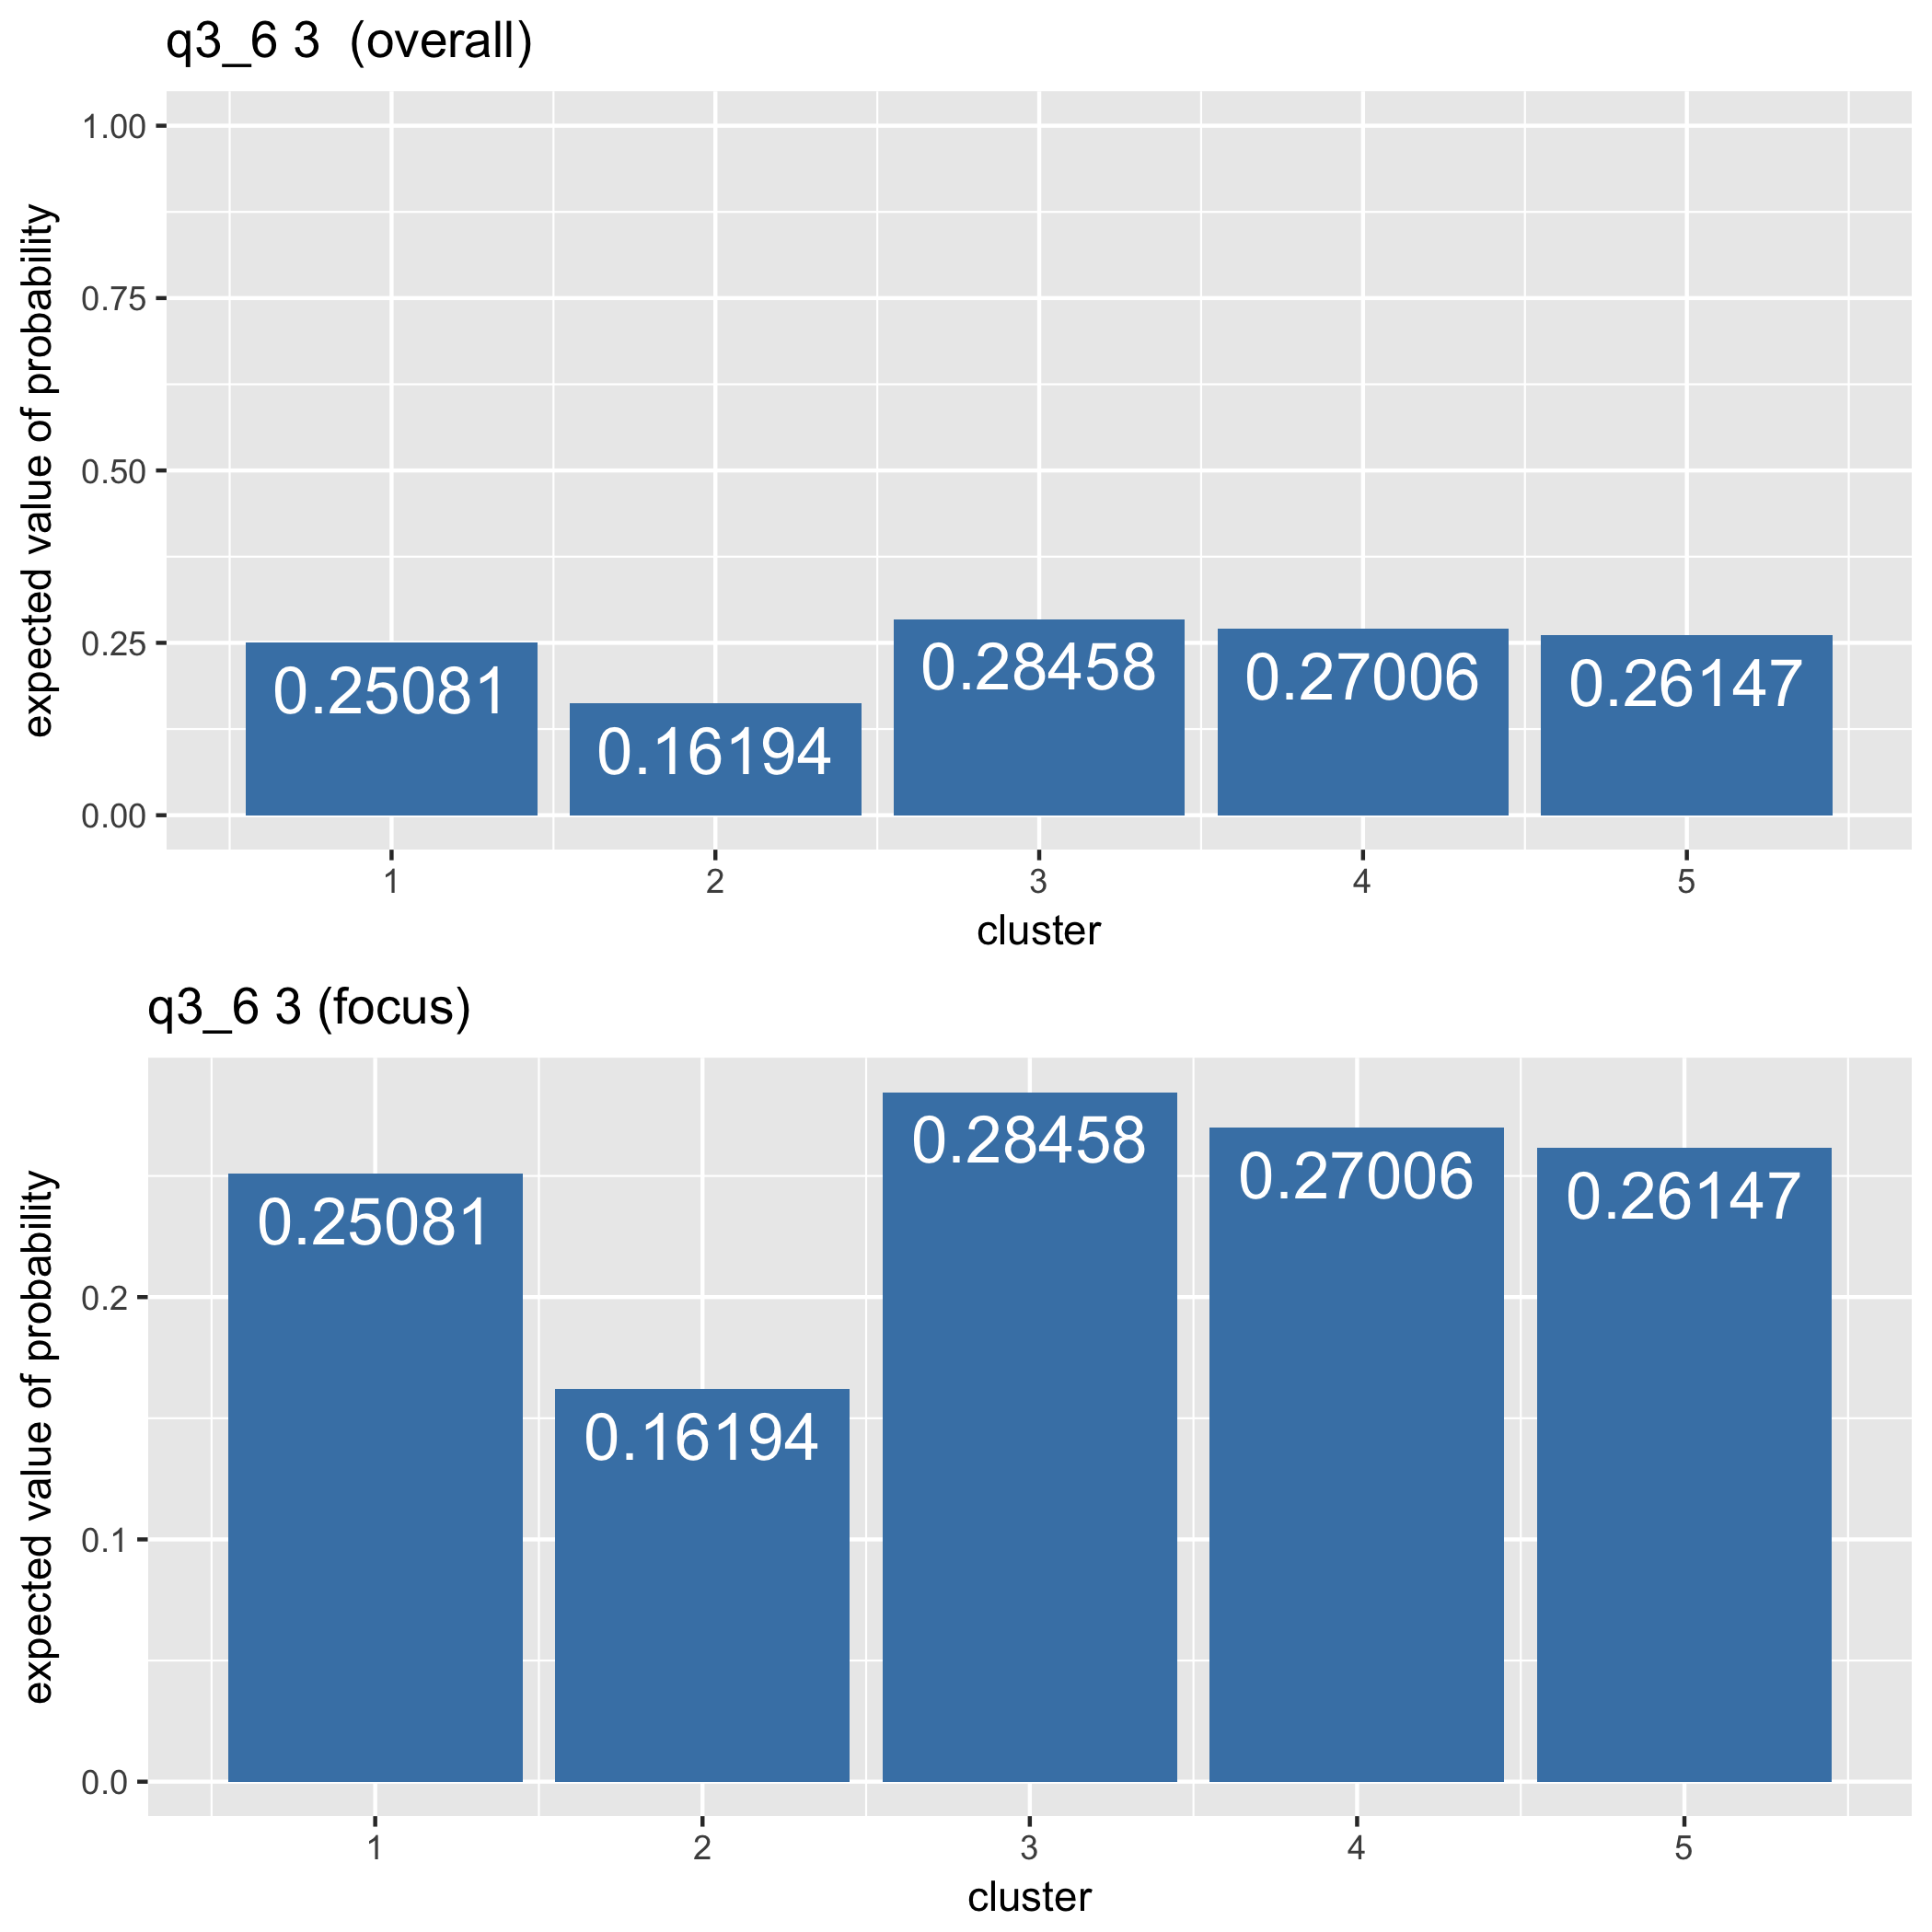 q3_6 3  (overall)
expected value of probability
1.00
0.75
0.50
0.25
0.00
0.25081
0.16194
0.28458
0.27006
0.26147
1 2 3 4 5
cluster
q3_6 3 (focus)
expected value of probability
0.2
0.1
0.0
0.25081
0.16194
0.28458
0.27006
0.26147
1 2 3 4 5
cluster